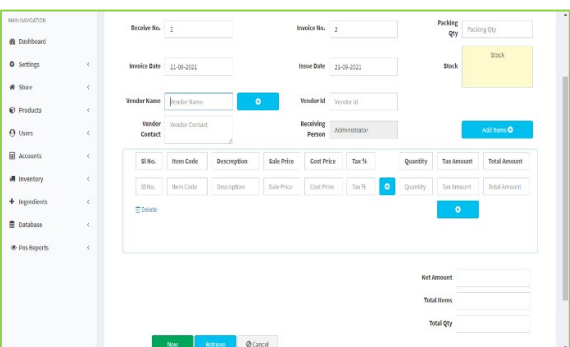 MAIN NAVIGATION
Dashboard
Settings
Store
Products
Users
Accounts
Inventory
Ingredients
Database
Pos Reports
Receive No. 2 Invoice No. 2 Packing Qty Packing Qty
Invoice Date 21-09-2021 Issue Date 21-09-2021 Stock Stock
Vendor Name Vendor Name Vendor Id Vendor Id
Vendor Contact Vendor Contact Receiving Person Administrator Add Items
Sl No. Item Code Descreption Sale Price Cost Price Tax % Quantity Tax Amount Total Amount
Sl No. Item Code Description Sale Price Cost Price Tax % Quantity Tax Amount Total Amount
Delete
Net Amount
Total Items
Total Qty
New Retrieve Cancel